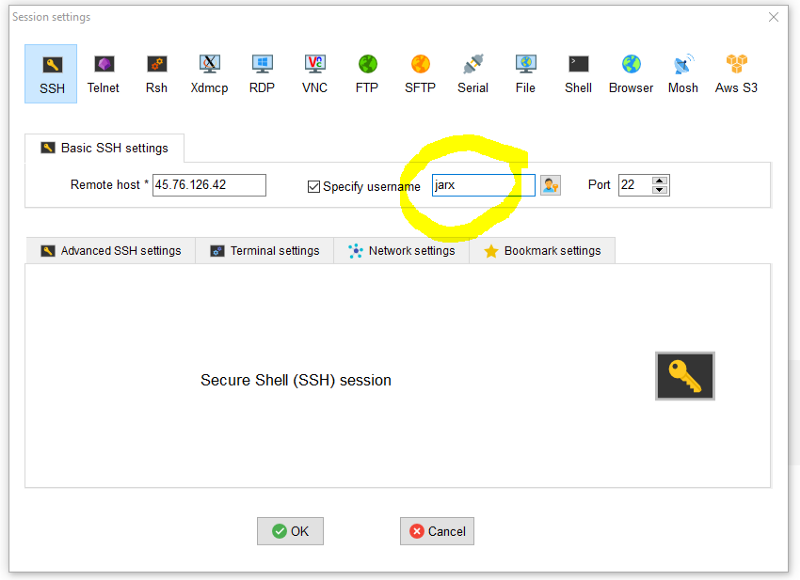 Session settings
SSH Telnet Rsh Xdmcp RDP VNC FTP SFTP Serial File Shell Browser Mosh Aws S3
Basic SSH settings
Remote host * 45.76.126.42 Specify username jarx Port 22
Advanced SSH settings Terminal settings Network settings Bookmark settings
Secure Shell (SSH) session
OK Cancel